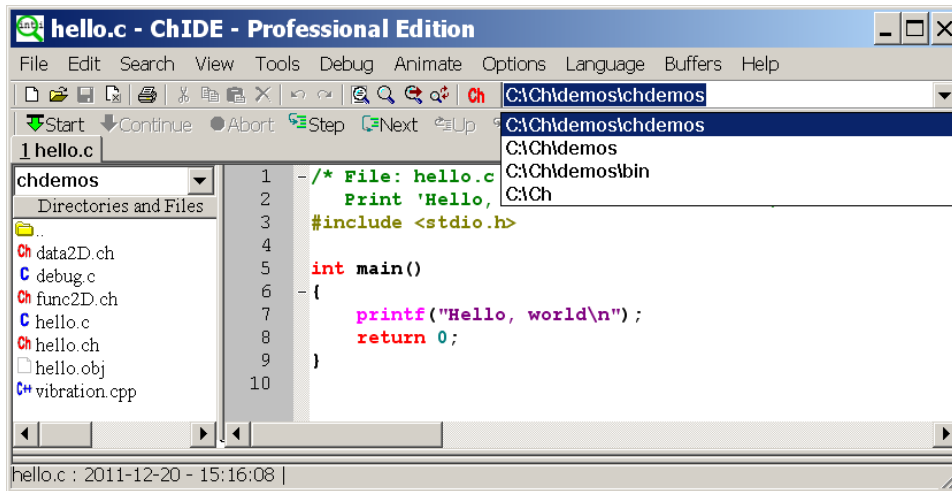 hello.c - ChIDE - Professional Edition
File Edit Search View Tools Debug Animate Options Language Buffers Help
Ch C:\Ch\demos\chdemos
Start Continue Abort Step Next Up
C:\Ch\demos\chdemos
C:\Ch\demos
C:\Ch\demos\bin
C:\Ch
1 hello.c
chdemos
Directories and Files
..
Ch data2D.ch
C debug.c
Ch func2D.ch
C hello.c
Ch hello.ch
hello.obj
C++ vibration.cpp
1 /* File: hello.c
2 Print 'Hello,
3 #include <stdio.h>
4
5 int main()
6 {
7 printf("Hello, world\n");
8 return 0;
9 }
10
hello.c : 2011-12-20 - 15:16:08 |